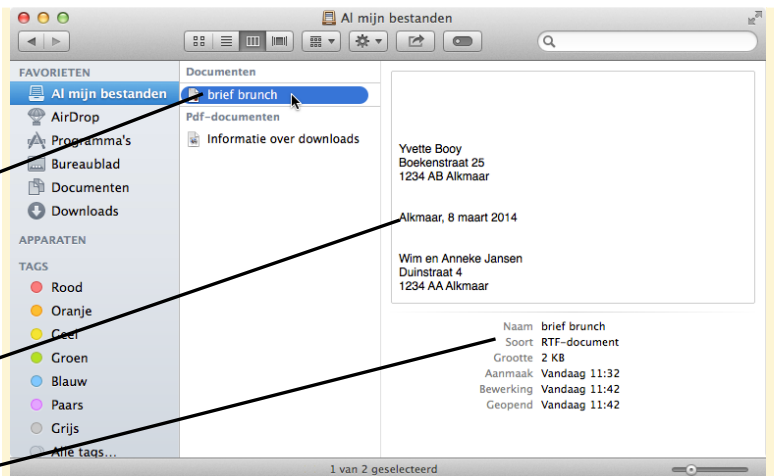 Al mijn bestanden
FAVORIETEN
Al mijn bestanden
AirDrop
Programma's
Bureaublad
Documenten
Downloads
APPARATEN
TAGS
Rood
Oranje
Geel
Groen
Blauw
Paars
Grijs
Alle tags...
Documenten
brief brunch
Pdf-documenten
Informatie over downloads
Yvette Booy
Boekenstraat 25
1234 AB Alkmaar
Alkmaar, 8 maart 2014
Wim en Anneke Jansen
Duinstraat 4
1234 AA Alkmaar
Naam brief brunch
Soort RTF-document
Grootte 2 KB
Aanmaak Vandaag 11:32
Bewerking Vandaag 11:42
Geopend Vandaag 11:42
1 van 2 geselecteerd